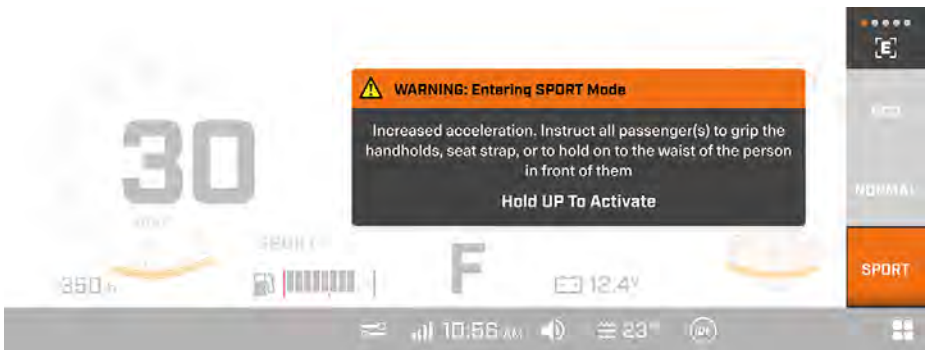 [E]
WARNING: Entering SPORT Mode
ECO
Increased acceleration. Instruct all passenger(s) to grip the
handholds, seat strap, or to hold on to the waist of the person
in front of them
30
Hold UP To Activate
NORMAL
SPORT
F
SPORT
350 h
12.4V
10:56 AM
23°